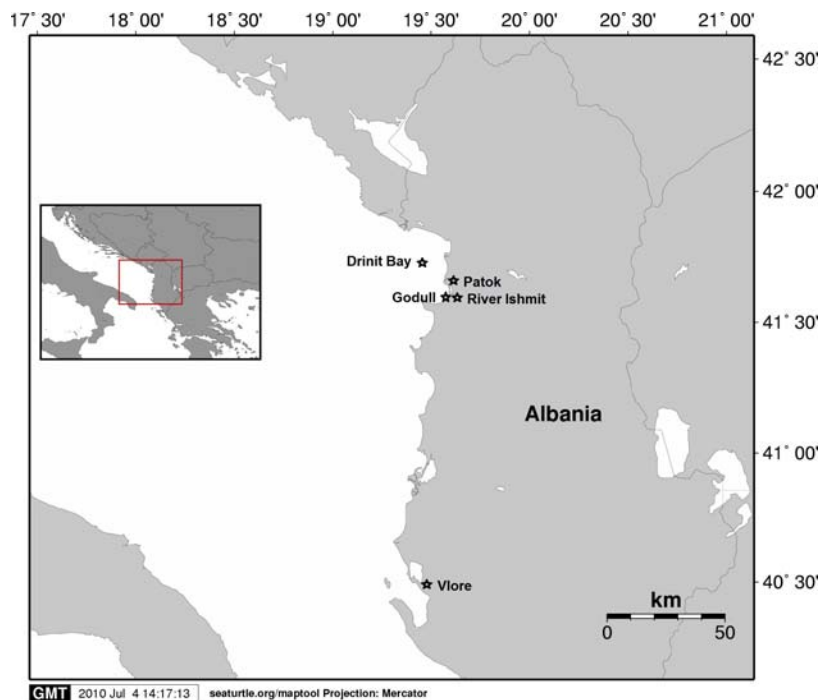 17˚ 30' 18˚ 00' 18˚ 30' 19˚ 00' 19˚ 30' 20˚ 00' 20˚ 30' 21˚ 00'
42˚ 30'
42˚ 00'
Drinit Bay
Patok
Godull River Ishmit
41˚ 30'
Albania
41˚ 00'
40˚ 30'
Vlore
km
0 50
GMT 2010 Jul 4 14:17:13 seaturtle.org/maptool Projection: Mercator